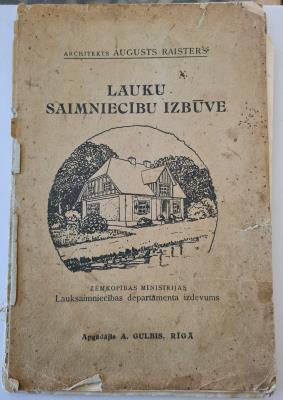 ARCHITEKTS AUGUSTS RAISTERS
LAUKU
SAIMNIECĪBU IZBŪVE
ZEMKOPĪBAS MINISTRIJAS
Lauksaimniecības departamenta izdevums
Apgādājis A. GULBIS, RĪGĀ